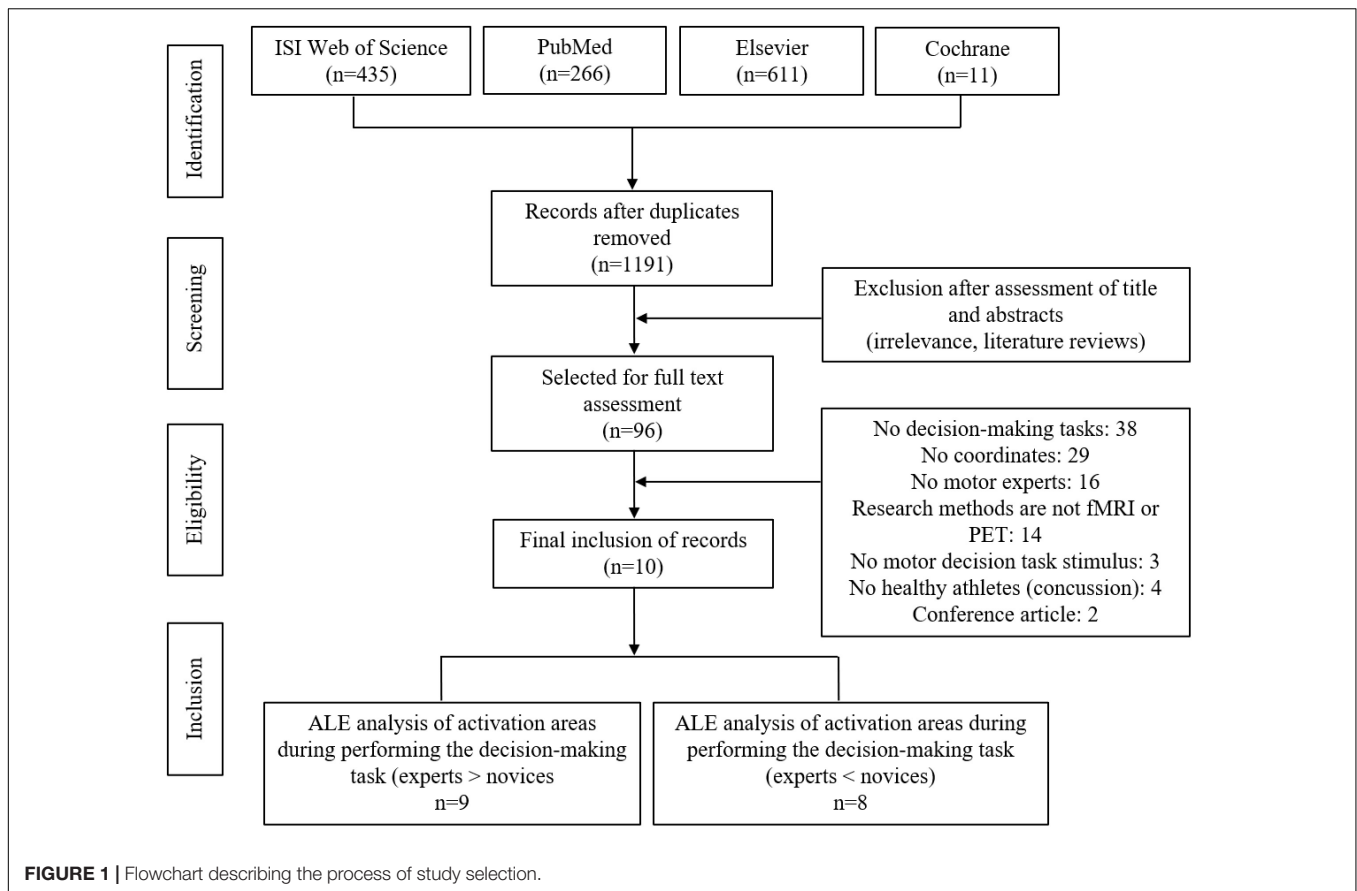 Identification
ISI Web of Science
(n=435)
PubMed
(n=266)
Elsevier
(n=611)
Cochrane
(n=11)
Records after duplicates
removed
(n=1191)
Screening
Exclusion after assessment of title
and abstracts
(irrelevance, literature reviews)
Selected for full text
assessment
(n=96)
Eligibility
No decision-making tasks: 38
No coordinates: 29
No motor experts: 16
Research methods are not fMRI or
PET: 14
No motor decision task stimulus: 3
No healthy athletes (concussion): 4
Conference article: 2
Final inclusion of records
(n=10)
Inclusion
ALE analysis of activation areas
during performing the decision-making
task (experts > novices
n=9
ALE analysis of activation areas during
performing the decision-making task
(experts < novices)
n=8
FIGURE 1 | Flowchart describing the process of study selection.